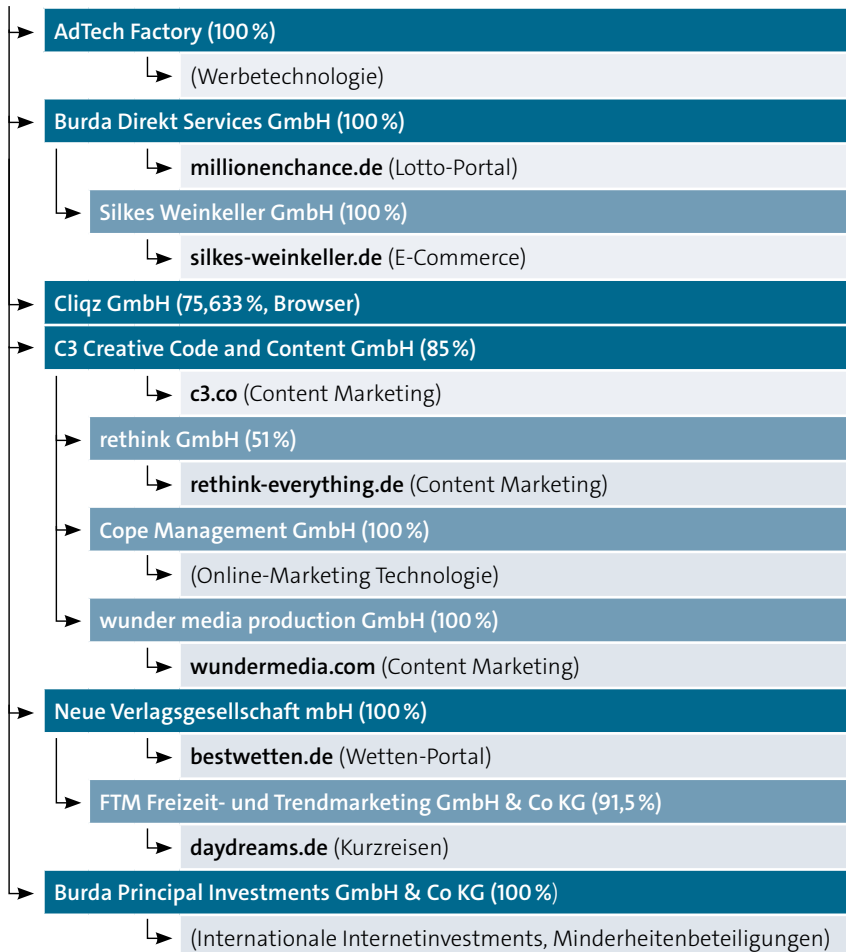 AdTech Factory (100 %)
(Werbetechnologie)
Burda Direkt Services GmbH (100 %)
millionenchance.de (Lotto-Portal)
Silkes Weinkeller GmbH (100 %)
silkes-weinkeller.de (E-Commerce)
Cliqz GmbH (75,633 %, Browser)
C3 Creative Code and Content GmbH (85 %)
c3.co (Content Marketing)
rethink GmbH (51 %)
rethink-everything.de (Content Marketing)
Cope Management GmbH (100 %)
(Online-Marketing Technologie)
wunder media production GmbH (100 %)
wundermedia.com (Content Marketing)
Neue Verlagsgesellschaft mbH (100 %)
bestwetten.de (Wetten-Portal)
FTM Freizeit- und Trendmarketing GmbH & Co KG (91,5 %)
daydreams.de (Kurzreisen)
Burda Principal Investments GmbH & Co KG (100 %)
(Internationale Internetinvestments, Minderheitenbeteiligungen)